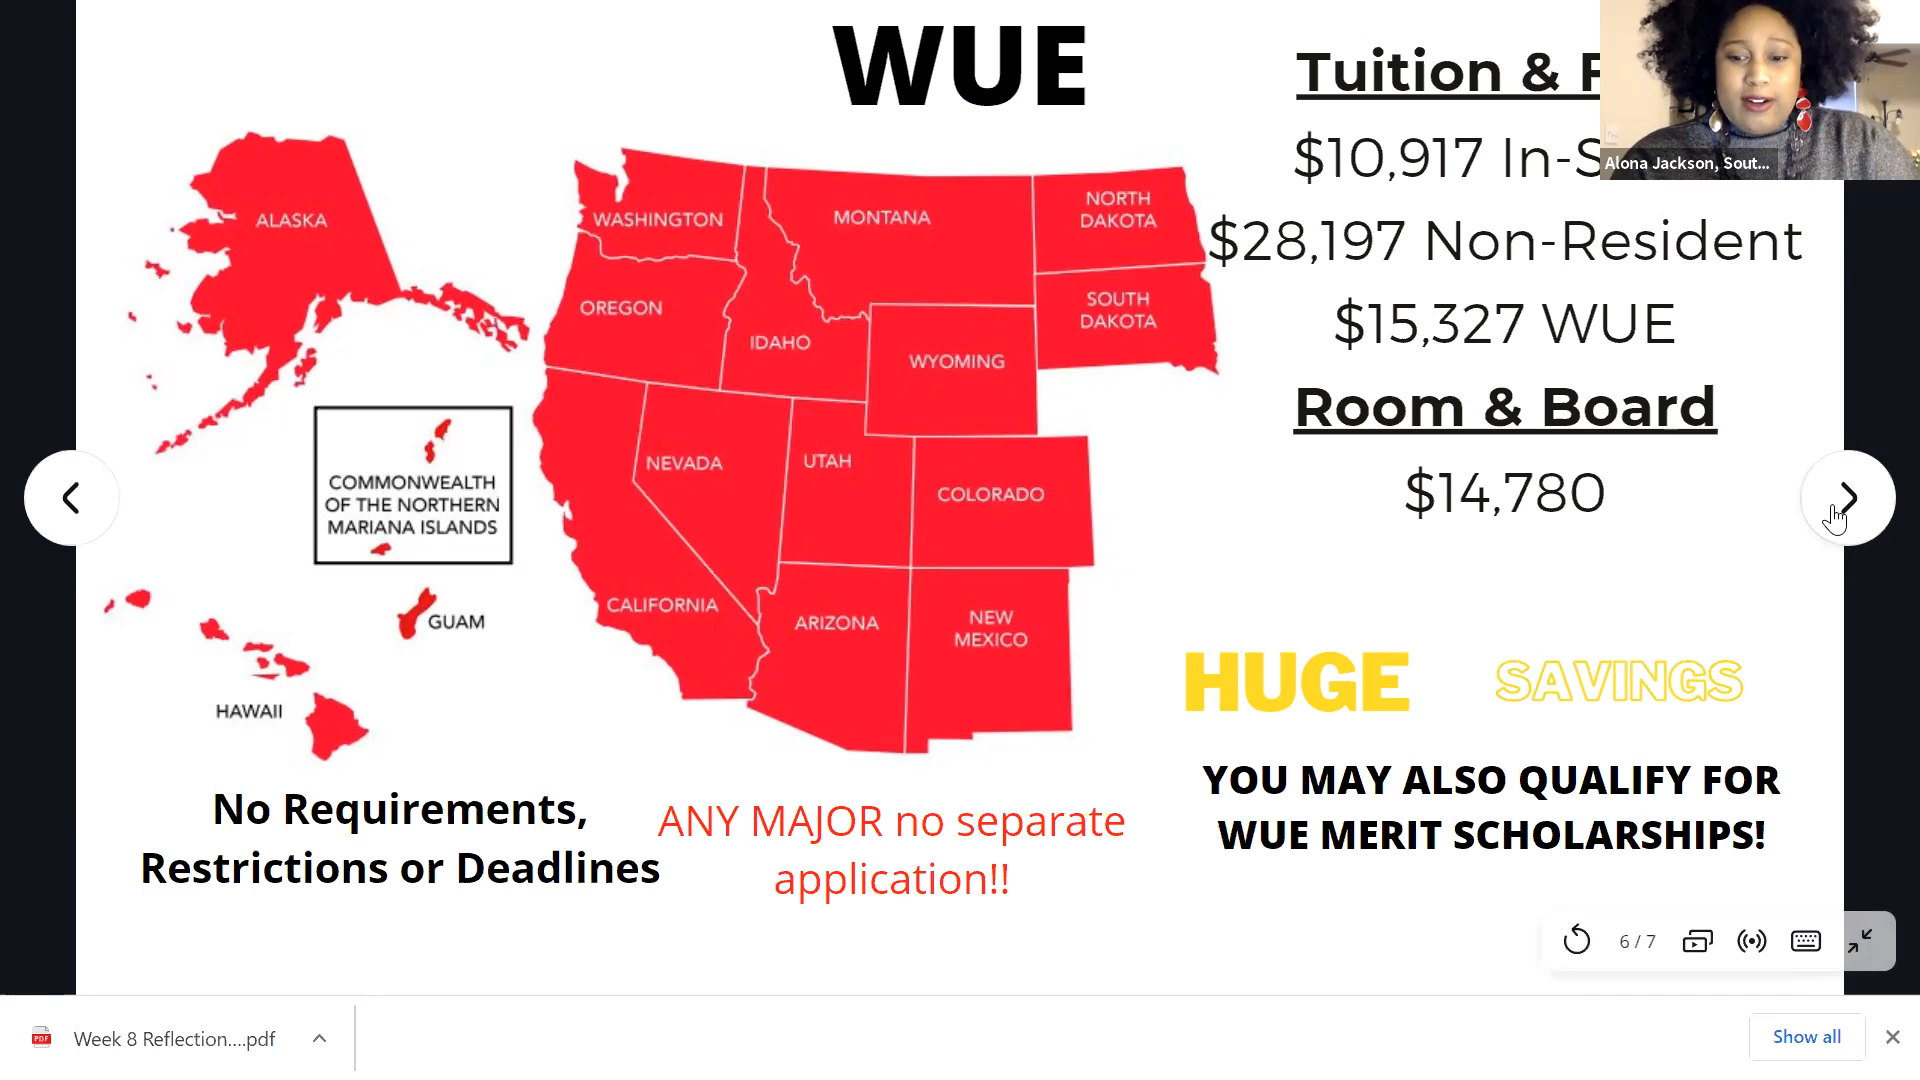 WUE
Tuition &
$10,917 In-S
Alona Jackson, Sout...
$28,197 Non-Resident
$15,327 WUE
Room & Board
$14,780
ALASKA
WASHINGTON
MONTANA
NORTH
DAKOTA
OREGON
IDAHO
SOUTH
DAKOTA
WYOMING
NEVADA
UTAH
COLORADO
COMMONWEALTH
OF THE NORTHERN
MARIANA ISLANDS
CALIFORNIA
ARIZONA
NEW
MEXICO
GUAM
HAWAII
HUGE SAVINGS
No Requirements,
Restrictions or Deadlines
ANY MAJOR no separate
application!!
YOU MAY ALSO QUALIFY FOR
WUE MERIT SCHOLARSHIPS!
6 / 7
PDF
Week 8 Reflection....pdf
Show all